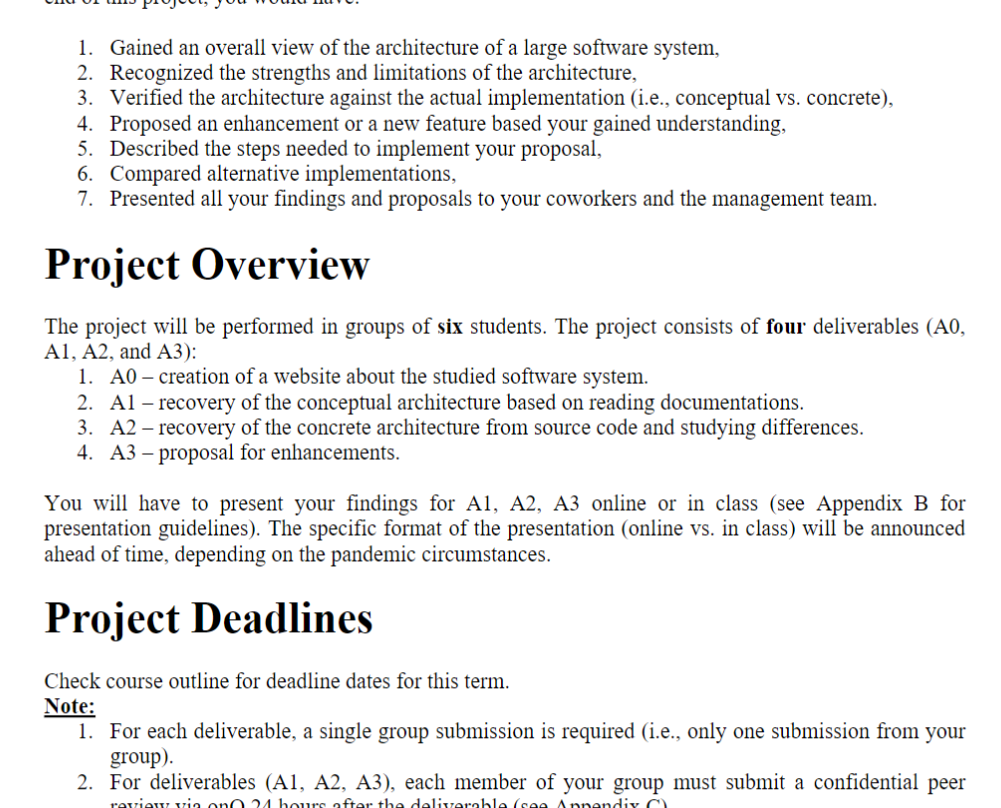 end of this project, you would have:
1. Gained an overall view of the architecture of a large software system,
2. Recognized the strengths and limitations of the architecture,
3. Verified the architecture against the actual implementation (i.e., conceptual vs. concrete),
4. Proposed an enhancement or a new feature based your gained understanding,
5. Described the steps needed to implement your proposal,
6. Compared alternative implementations,
7. Presented all your findings and proposals to your coworkers and the management team.
Project Overview
The project will be performed in groups of six students. The project consists of four deliverables (A0,
A1, A2, and A3):
1. A0 – creation of a website about the studied software system.
2. A1 – recovery of the conceptual architecture based on reading documentations.
3. A2 – recovery of the concrete architecture from source code and studying differences.
4. A3 – proposal for enhancements.
You will have to present your findings for A1, A2, A3 online or in class (see Appendix B for
presentation guidelines). The specific format of the presentation (online vs. in class) will be announced
ahead of time, depending on the pandemic circumstances.
Project Deadlines
Check course outline for deadline dates for this term.
Note:
1. For each deliverable, a single group submission is required (i.e., only one submission from your
group).
2. For deliverables (A1, A2, A3), each member of your group must submit a confidential peer
review via onQ 24 hours after the deliverable (see Appendix C)